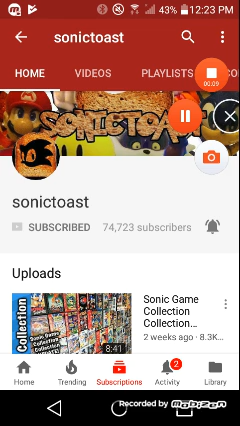 43% 12:23 PM
sonictoast
HOME VIDEOS PLAYLISTS CO
00:09
SONICTOAST
sonictoast
SUBSCRIBED 74,723 subscribers
Uploads
Collection
8:41
Sonic Game
Collection
Collection...
2 weeks ago · 8.3K...
2
Home Trending Subscriptions Activity Library
Recorded by MOBIZEN